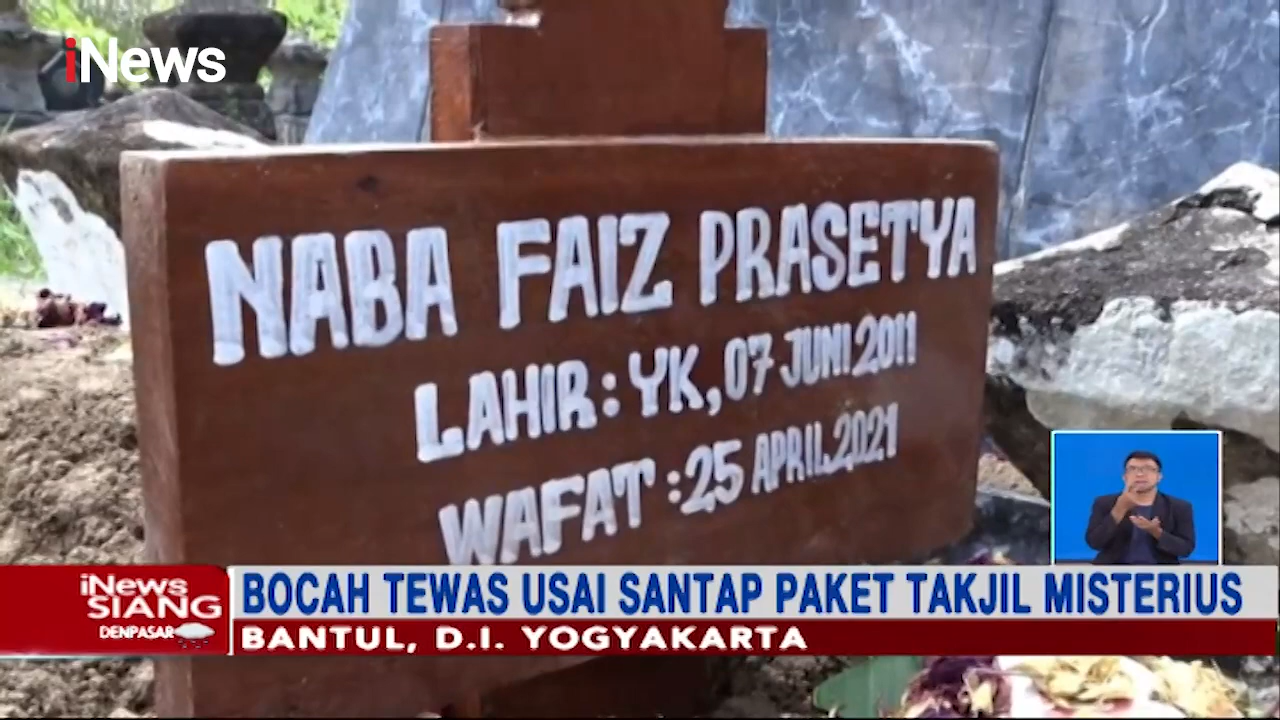 iNews
NABA FAIZ PRASETYA
LAHIR: YK, 07 JUNI 2011
WAFAT: 25 APRIL 2021
iNews
SIANG
DENPASAR
BOCAH TEWAS USAI SANTAP PAKET TAKJIL MISTERIUS
BANTUL, D.I. YOGYAKARTA